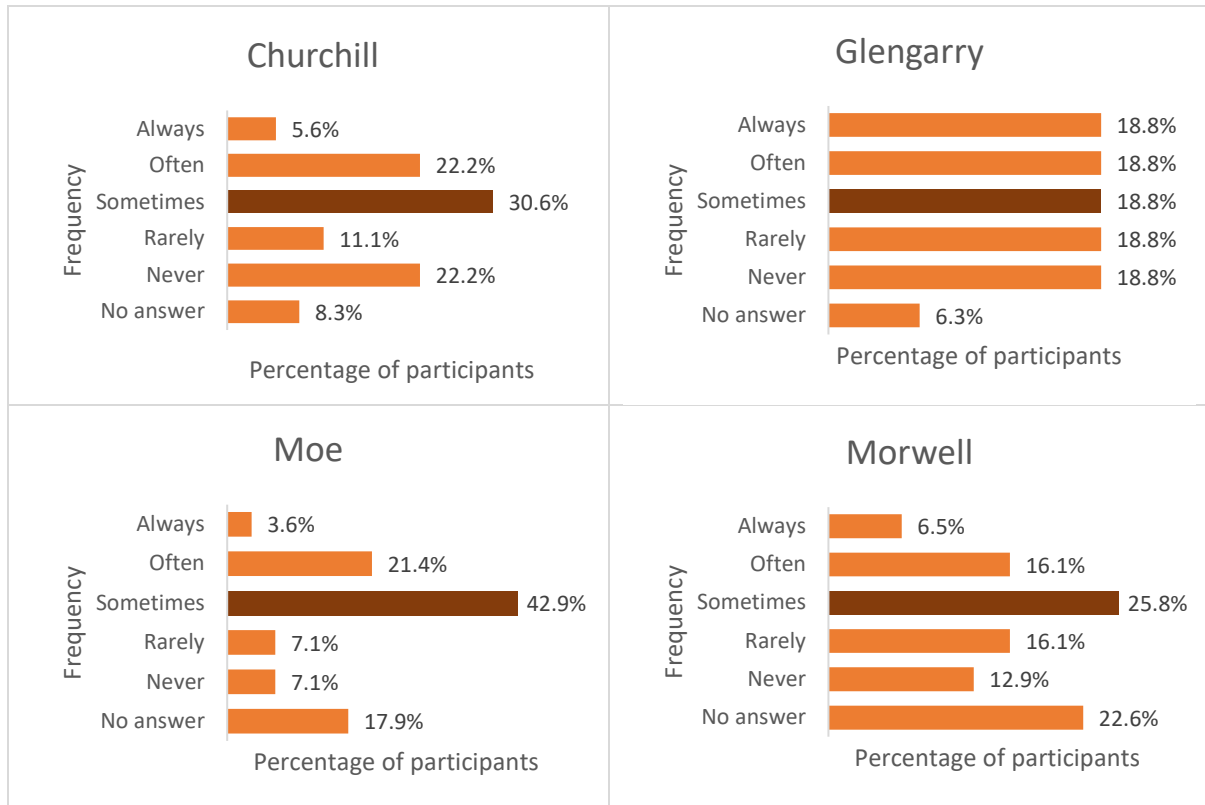 Churchill
Frequency
Always 5.6%
Often 22.2%
Sometimes 30.6%
Rarely 11.1%
Never 22.2%
No answer 8.3%
Percentage of participants
Glengarry
Frequency
Always 18.8%
Often 18.8%
Sometimes 18.8%
Rarely 18.8%
Never 18.8%
No answer 6.3%
Percentage of participants
Moe
Frequency
Always 3.6%
Often 21.4%
Sometimes 42.9%
Rarely 7.1%
Never 7.1%
No answer 17.9%
Percentage of participants
Morwell
Frequency
Always 6.5%
Often 16.1%
Sometimes 25.8%
Rarely 16.1%
Never 12.9%
No answer 22.6%
Percentage of participants